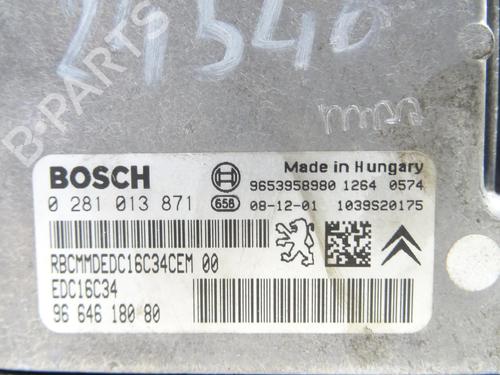 24540
B-PARTS
BOSCH
Made in Hungary
9653958980 1264 0574
0 281 013 871
658
08-12-01
1039S20175
RBCMMDEDC16C34CEM 00
EDC16C34
96 646 180 80